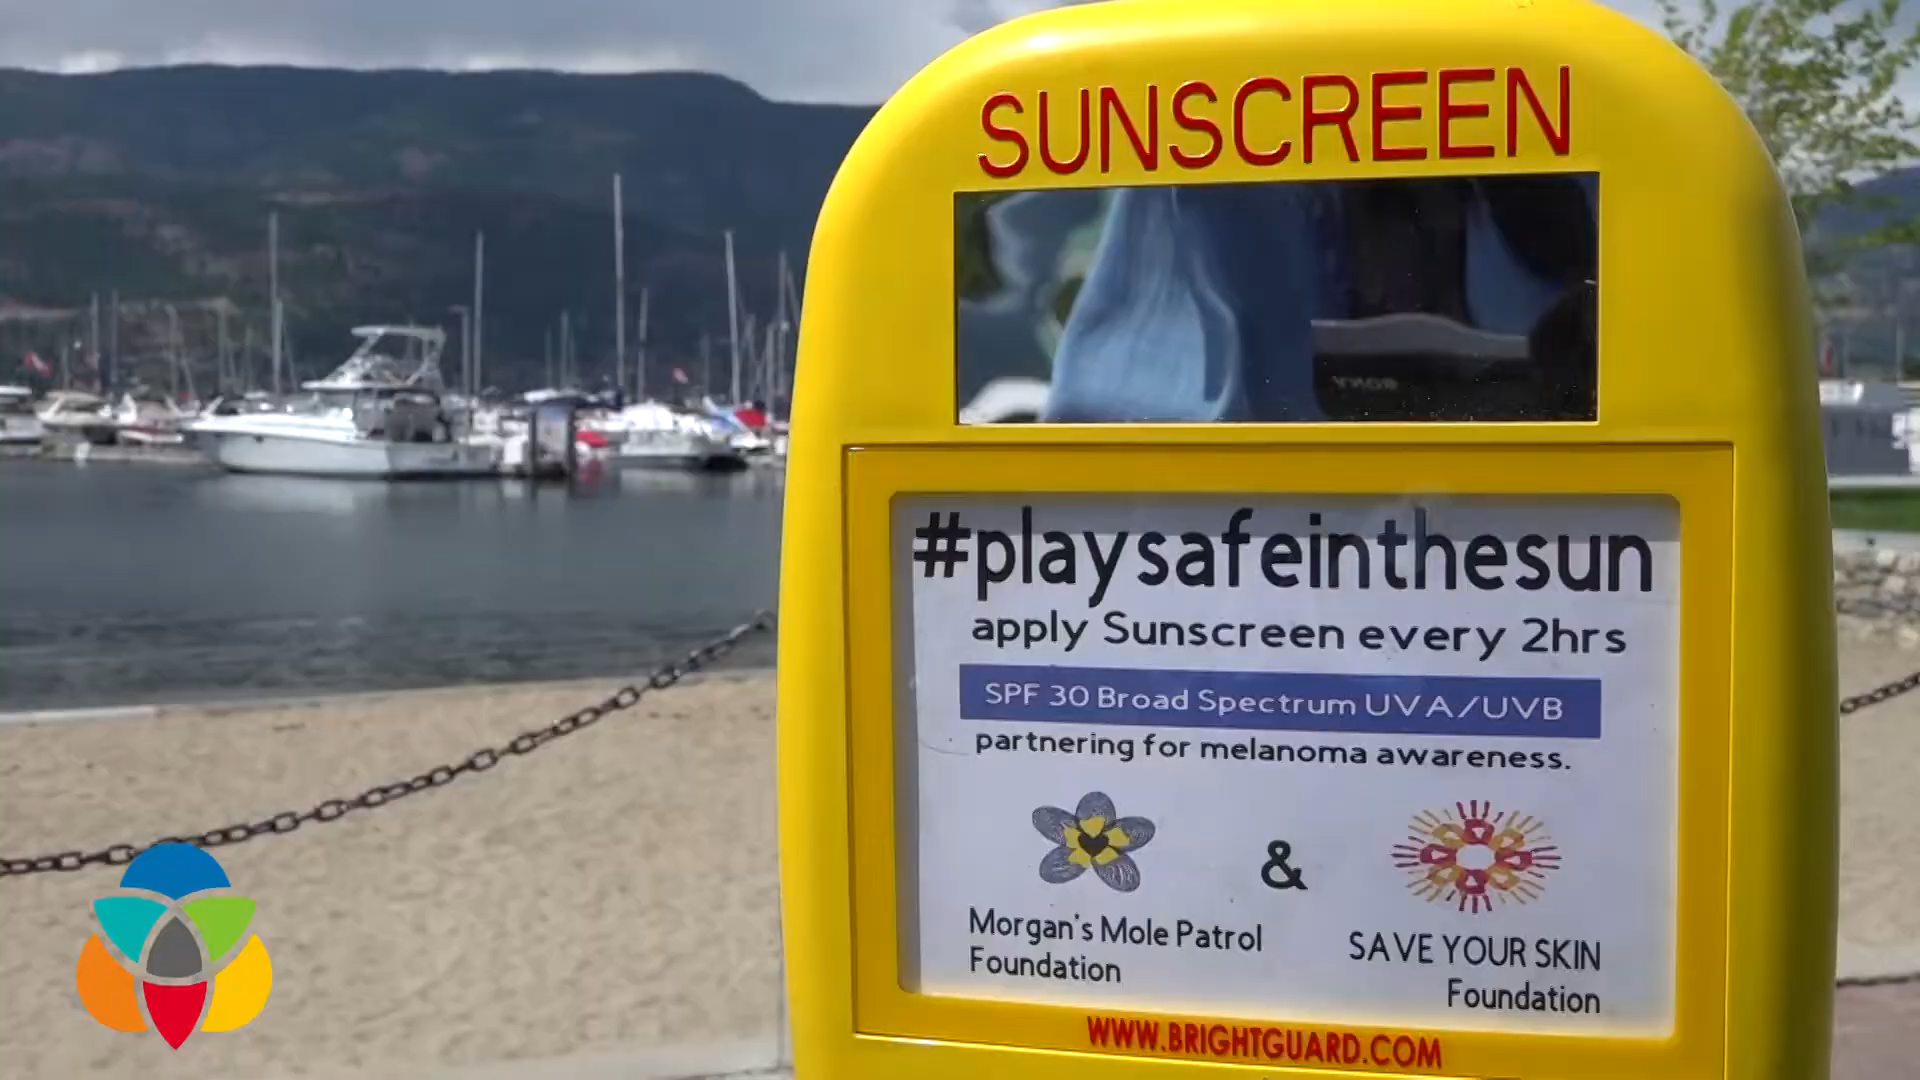 SUNSCREEN
SONY
#playsafeinthesun
apply Sunscreen every 2hrs
SPF 30 Broad Spectrum UVA/UVB
partnering for melanoma awareness.
&
Morgan's Mole Patrol
Foundation
SAVE YOUR SKIN
Foundation
WWW.BRIGHTGUARD.COM